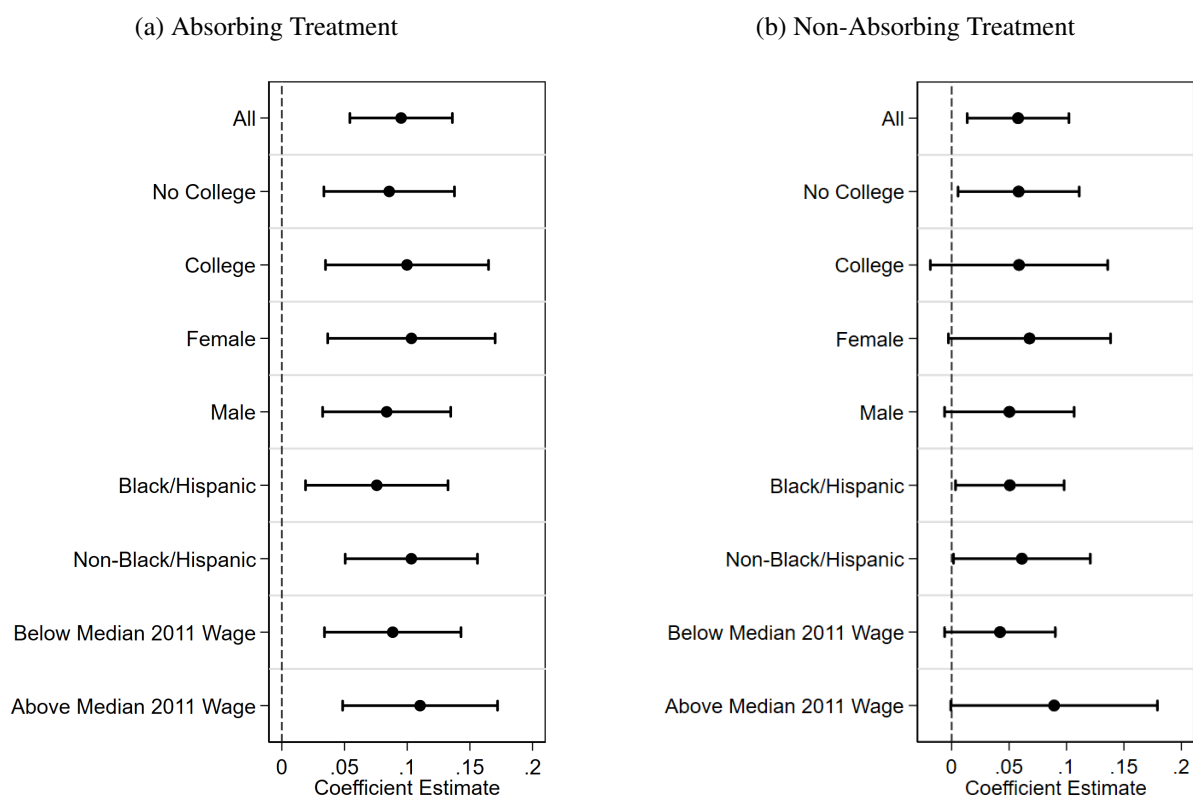 (a) Absorbing Treatment
All
No College
College
Female
Male
Black/Hispanic
Non-Black/Hispanic
Below Median 2011 Wage
Above Median 2011 Wage
0 .05 .1 .15 .2
Coefficient Estimate
(b) Non-Absorbing Treatment
All
No College
College
Female
Male
Black/Hispanic
Non-Black/Hispanic
Below Median 2011 Wage
Above Median 2011 Wage
0 .05 .1 .15 .2
Coefficient Estimate